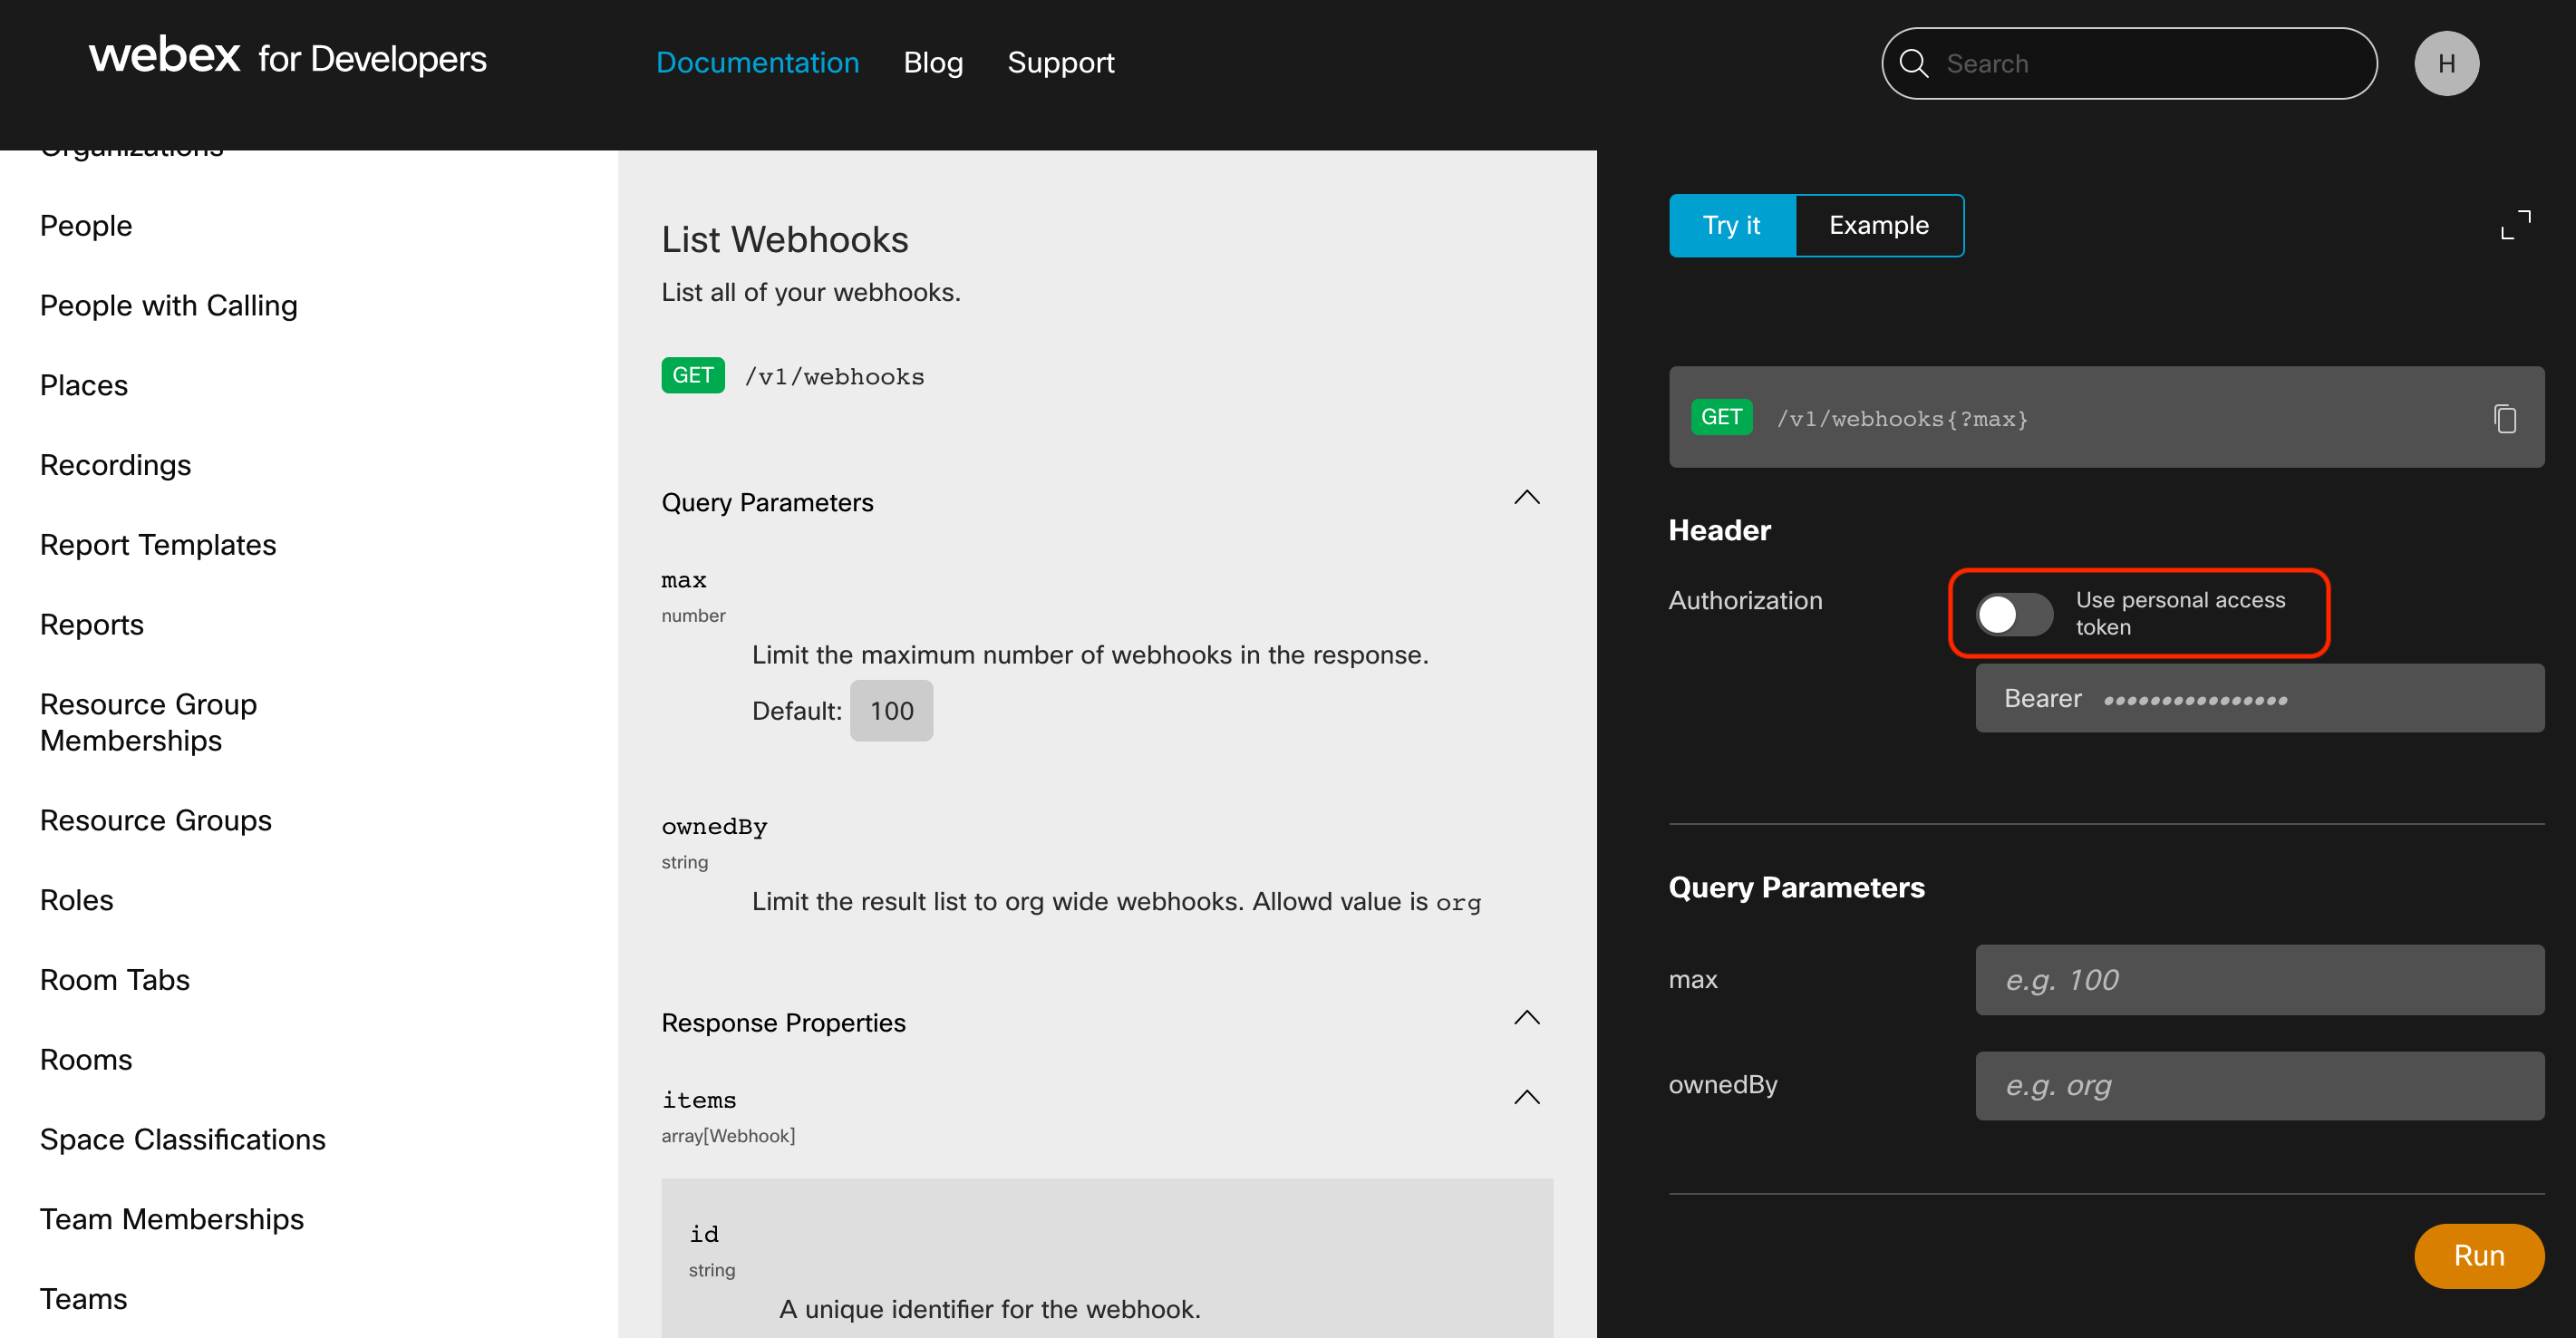 webex for Developers
Documentation
Blog
Support
Search
H
Organizations
People
People with Calling
Places
Recordings
Report Templates
Reports
Resource Group
Memberships
Resource Groups
Roles
Room Tabs
Rooms
Space Classifications
Team Memberships
Teams
List Webhooks
List all of your webhooks.
GET /v1/webhooks
Query Parameters
max
number
Limit the maximum number of webhooks in the response.
Default: 100
ownedBy
string
Limit the result list to org wide webhooks. Allowd value is org
Response Properties
items
array[Webhook]
id
string
A unique identifier for the webhook.
Try it
Example
GET /v1/webhooks{?max}
Header
Authorization
Use personal access
token
Bearer ••••••••••••••••
Query Parameters
max
e.g. 100
ownedBy
e.g. org
Run